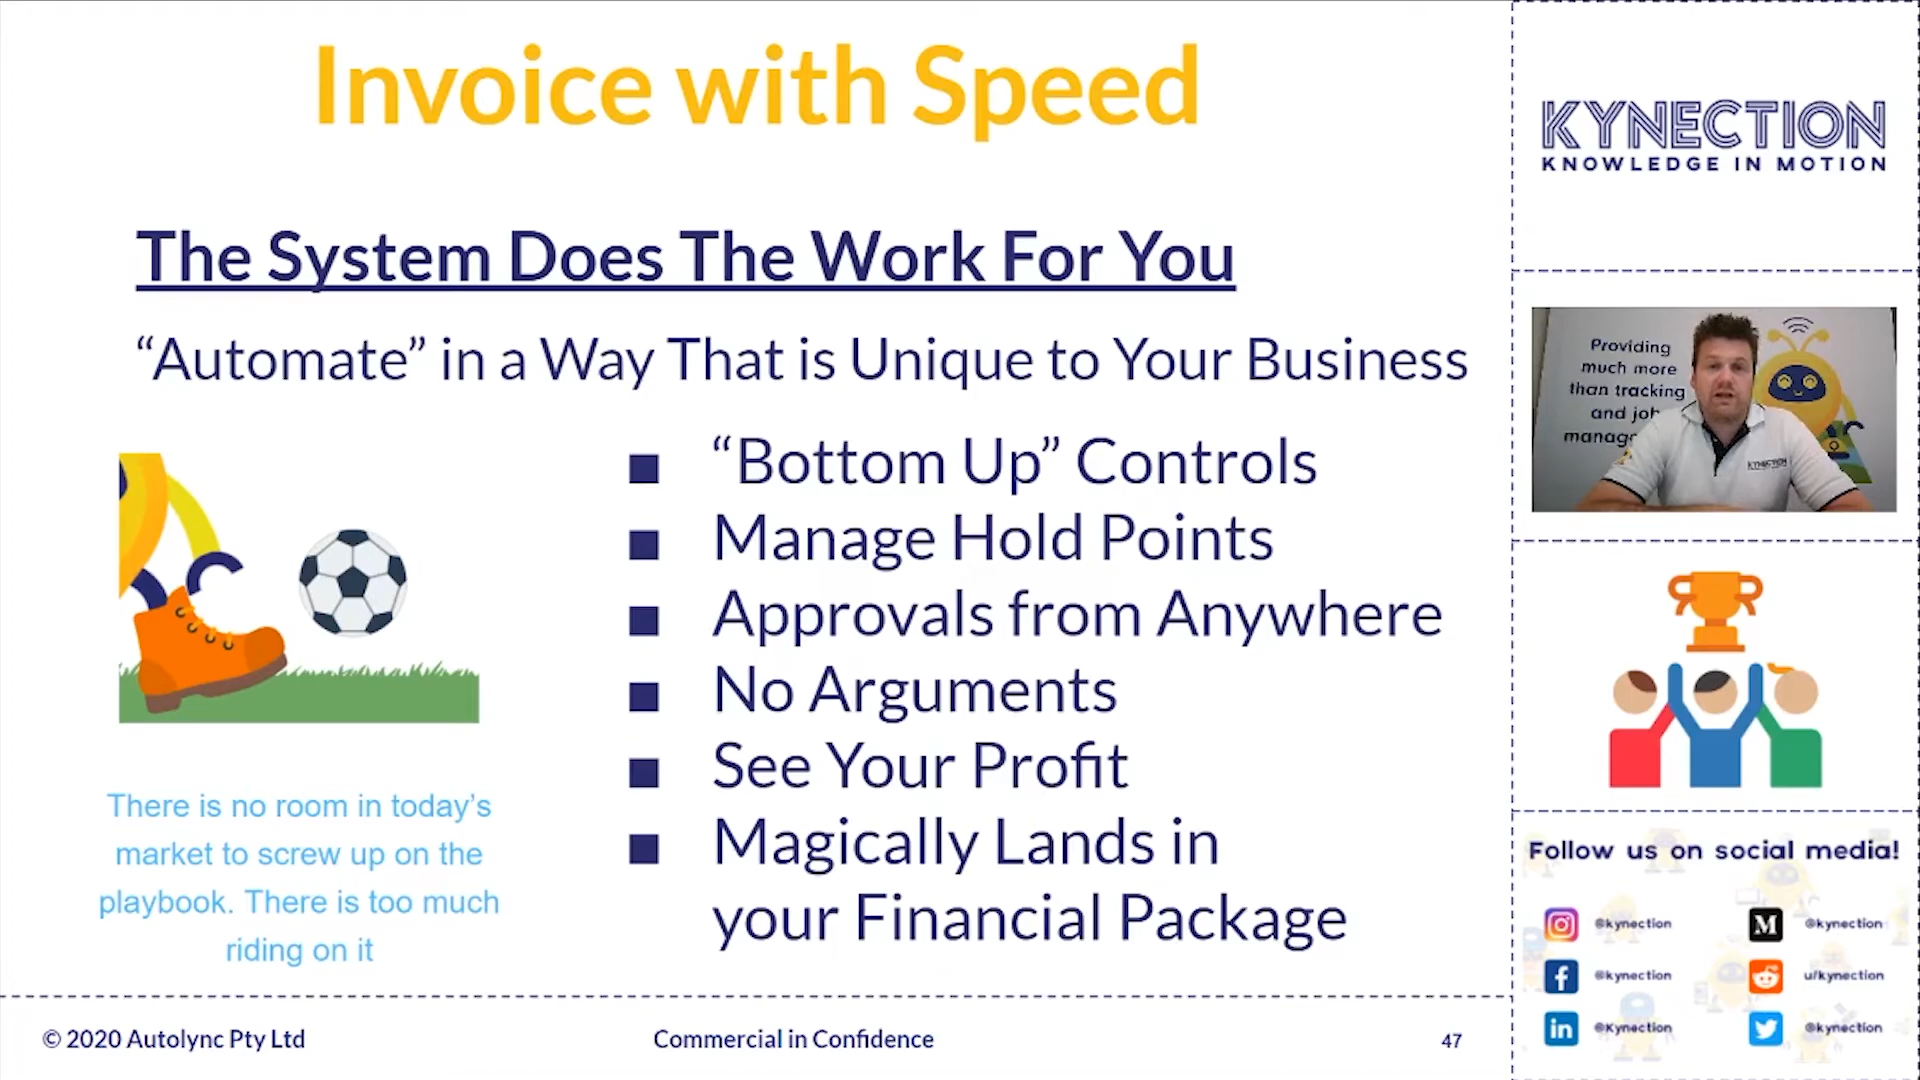 Invoice with Speed
The System Does The Work For You
“Automate” in a Way That is Unique to Your Business
■ “Bottom Up” Controls
■ Manage Hold Points
■ Approvals from Anywhere
■ No Arguments
■ See Your Profit
■ Magically Lands in
your Financial Package
There is no room in today’s
market to screw up on the
playbook. There is too much
riding on it
© 2020 Autolync Pty Ltd
Commercial in Confidence
47
KYNECTION
KNOWLEDGE IN MOTION
Providing
much more
than tracking
and job
manage
KYNECTION
Follow us on social media!
@kynection
M @kynection
@kynection
u/kynection
in @Kynection
@kynection